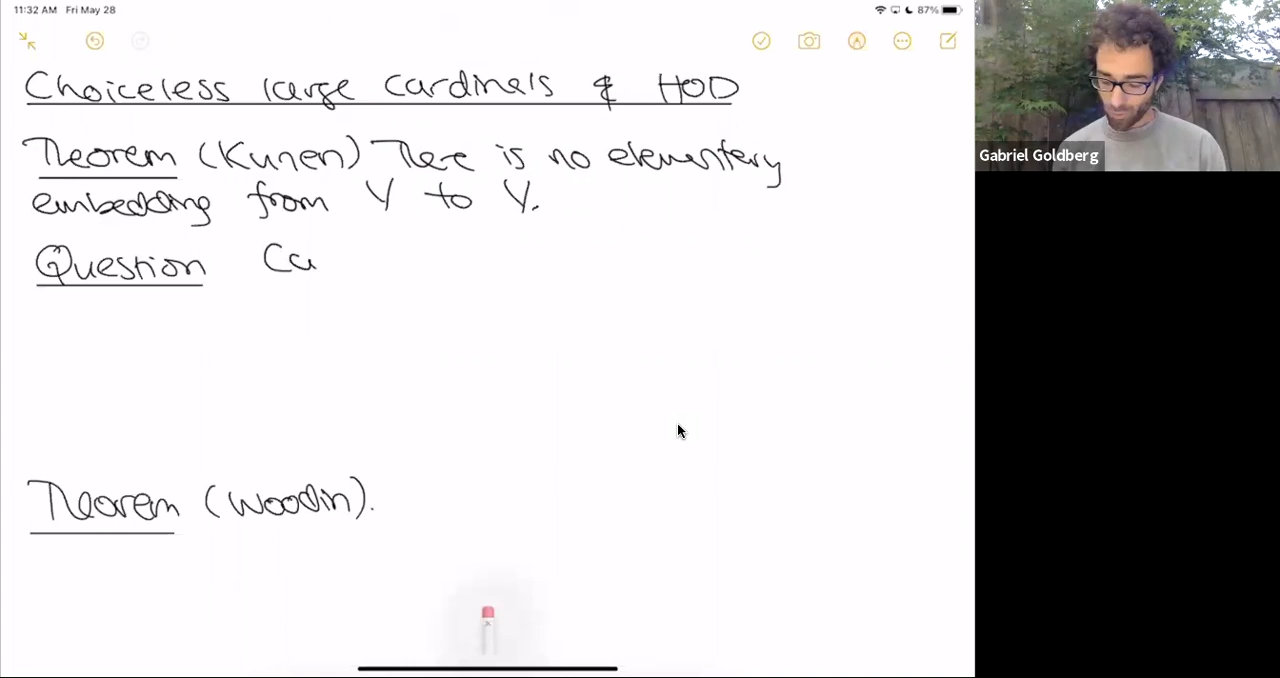 11:32 AM Fri May 28
87%
Choiceless large cardinals & HOD
Theorem (Kunen) There is no elementary
embedding from V to V.
Question Ca
Theorem (Woodin).
Gabriel Goldberg